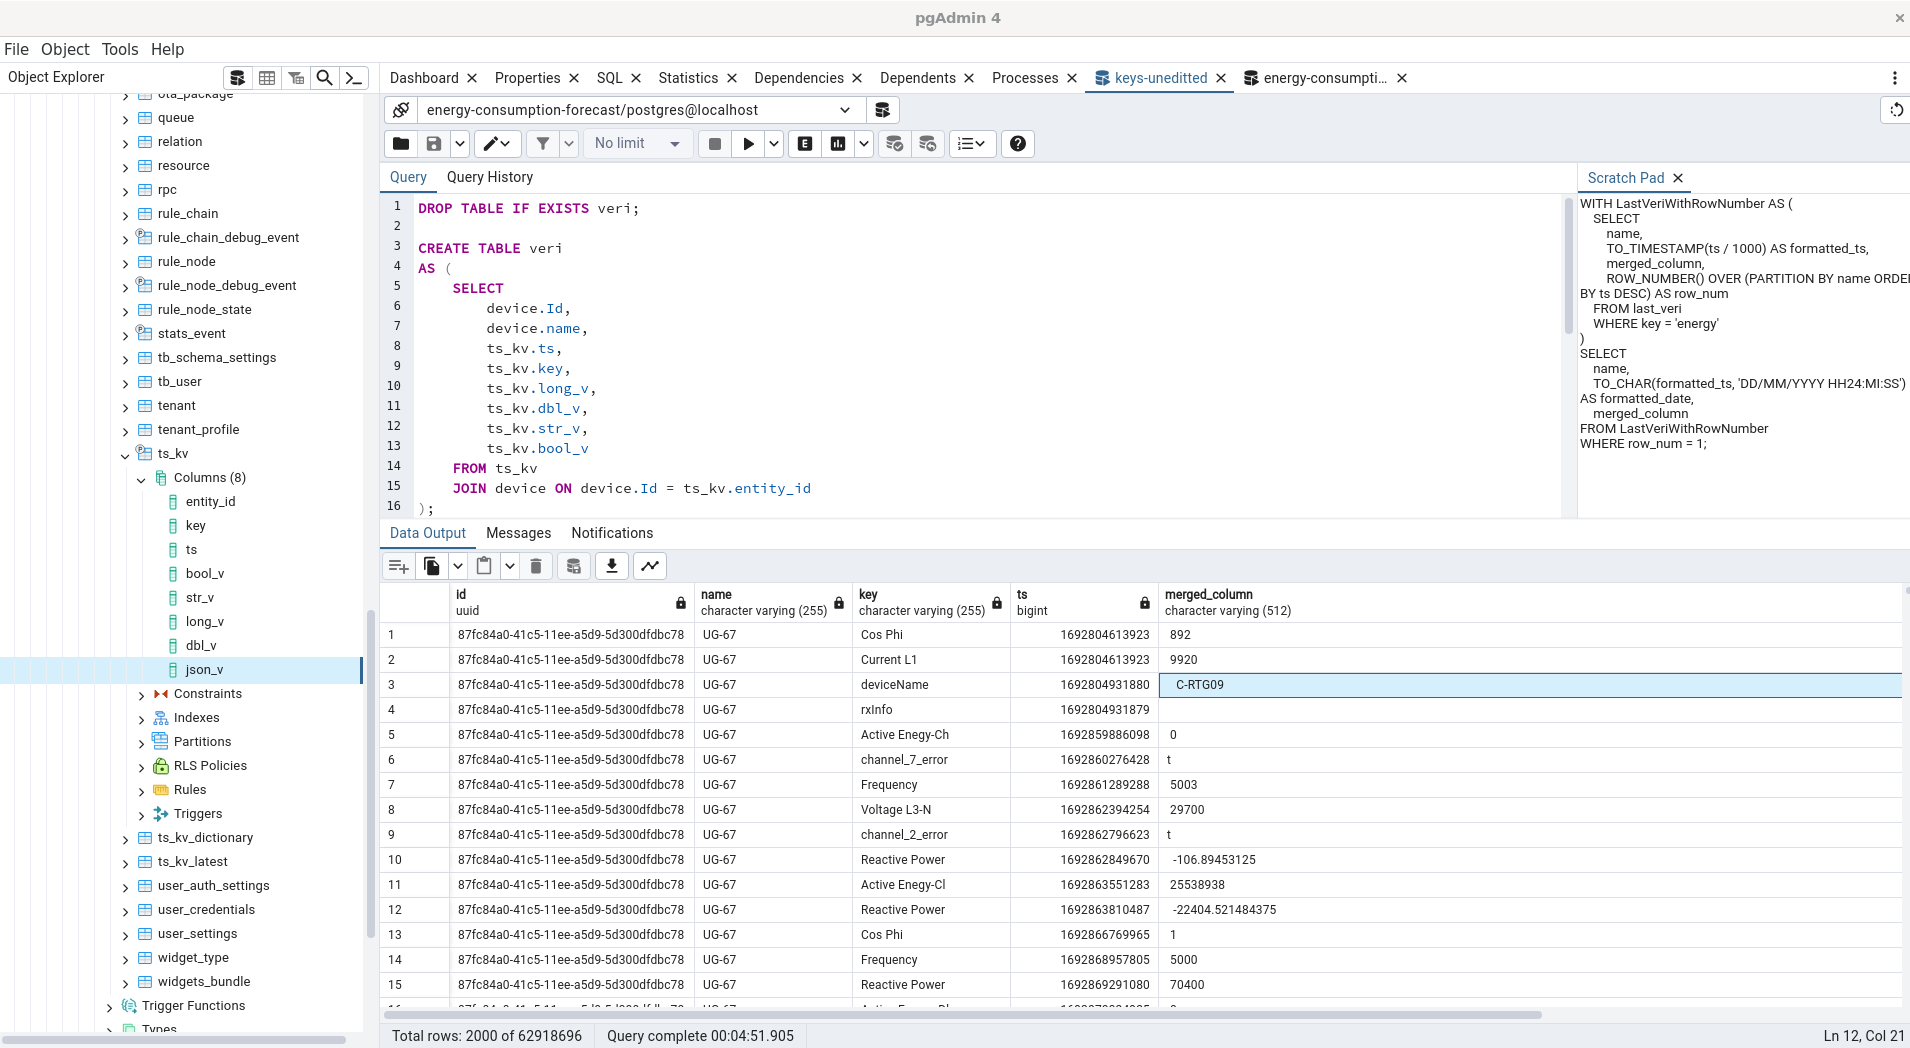 pgAdmin 4
File Object Tools Help
Object Explorer
ota_package
queue
relation
resource
rpc
rule_chain
rule_chain_debug_event
rule_node
rule_node_debug_event
rule_node_state
stats_event
tb_schema_settings
tb_user
tenant
tenant_profile
ts_kv
Columns (8)
entity_id
key
ts
bool_v
str_v
long_v
dbl_v
json_v
Constraints
Indexes
Partitions
RLS Policies
Rules
Triggers
ts_kv_dictionary
ts_kv_latest
user_auth_settings
user_credentials
user_settings
widget_type
widgets_bundle
Trigger Functions
Types
Dashboard Properties SQL Statistics Dependencies Dependents Processes keys-uneditted energy-consumpti...
energy-consumption-forecast/postgres@localhost
No limit
Query Query History
1 DROP TABLE IF EXISTS veri;
2
3 CREATE TABLE veri
4 AS (
5 SELECT
6 device.Id,
7 device.name,
8 ts_kv.ts,
9 ts_kv.key,
10 ts_kv.long_v,
11 ts_kv.dbl_v,
12 ts_kv.str_v,
13 ts_kv.bool_v
14 FROM ts_kv
15 JOIN device ON device.Id = ts_kv.entity_id
16 );
Scratch Pad
WITH LastVeriWithRowNumber AS (
SELECT
name,
TO_TIMESTAMP(ts / 1000) AS formatted_ts,
merged_column,
ROW_NUMBER() OVER (PARTITION BY name ORDER
BY ts DESC) AS row_num
FROM last_veri
WHERE key = 'energy'
)
SELECT
name,
TO_CHAR(formatted_ts, 'DD/MM/YYYY HH24:MI:SS')
AS formatted_date,
merged_column
FROM LastVeriWithRowNumber
WHERE row_num = 1;
Data Output Messages Notifications
id name key ts merged_column
uuid character varying (255) character varying (255) bigint character varying (512)
1 87fc84a0-41c5-11ee-a5d9-5d300dfdbc78 UG-67 Cos Phi 1692804613923 892
2 87fc84a0-41c5-11ee-a5d9-5d300dfdbc78 UG-67 Current L1 1692804613923 9920
3 87fc84a0-41c5-11ee-a5d9-5d300dfdbc78 UG-67 deviceName 1692804931880 C-RTG09
4 87fc84a0-41c5-11ee-a5d9-5d300dfdbc78 UG-67 rxInfo 1692804931879
5 87fc84a0-41c5-11ee-a5d9-5d300dfdbc78 UG-67 Active Enegy-Ch 1692859886098 0
6 87fc84a0-41c5-11ee-a5d9-5d300dfdbc78 UG-67 channel_7_error 1692860276428 t
7 87fc84a0-41c5-11ee-a5d9-5d300dfdbc78 UG-67 Frequency 1692861289288 5003
8 87fc84a0-41c5-11ee-a5d9-5d300dfdbc78 UG-67 Voltage L3-N 1692862394254 29700
9 87fc84a0-41c5-11ee-a5d9-5d300dfdbc78 UG-67 channel_2_error 1692862796623 t
10 87fc84a0-41c5-11ee-a5d9-5d300dfdbc78 UG-67 Reactive Power 1692862849670 -106.89453125
11 87fc84a0-41c5-11ee-a5d9-5d300dfdbc78 UG-67 Active Enegy-Cl 1692863551283 25538938
12 87fc84a0-41c5-11ee-a5d9-5d300dfdbc78 UG-67 Reactive Power 1692863810487 -22404.521484375
13 87fc84a0-41c5-11ee-a5d9-5d300dfdbc78 UG-67 Cos Phi 1692866769965 1
14 87fc84a0-41c5-11ee-a5d9-5d300dfdbc78 UG-67 Frequency 1692868957805 5000
15 87fc84a0-41c5-11ee-a5d9-5d300dfdbc78 UG-67 Reactive Power 1692869291080 70400
Total rows: 2000 of 62918696 Query complete 00:04:51.905 Ln 12, Col 21